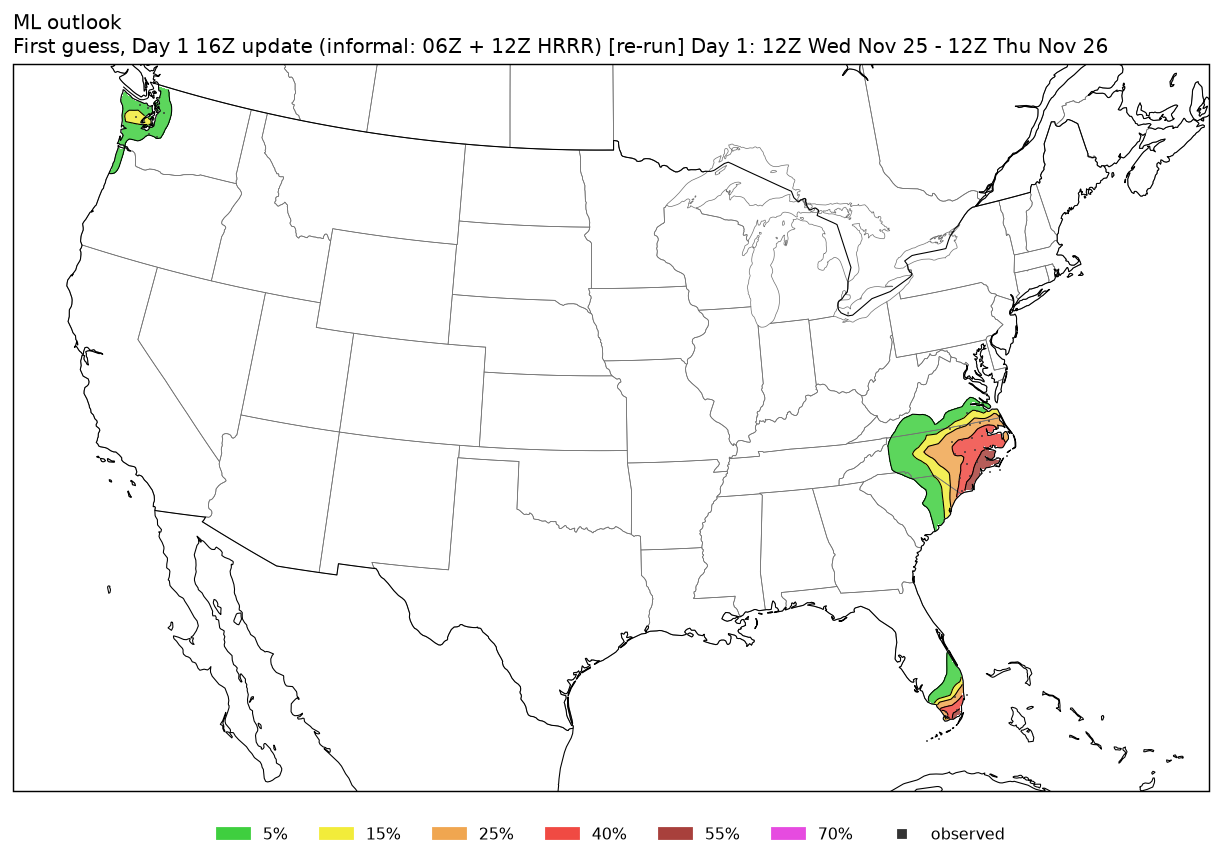 ML outlook
First guess, Day 1 16Z update (informal: 06Z + 12Z HRRR) [re-run] Day 1: 12Z Wed Nov 25 - 12Z Thu Nov 26
5% 15% 25% 40% 55% 70% observed